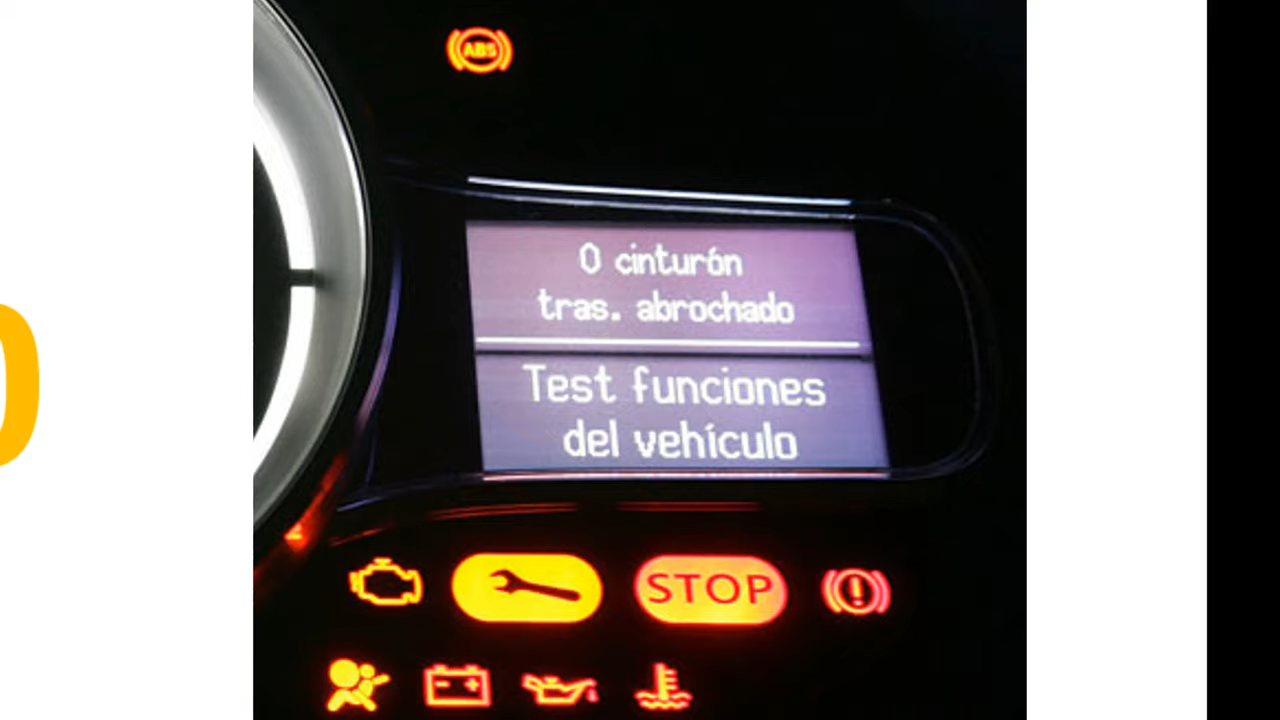 ABS
0 cinturón
tras. abrochado
Test funciones
del vehículo
STOP